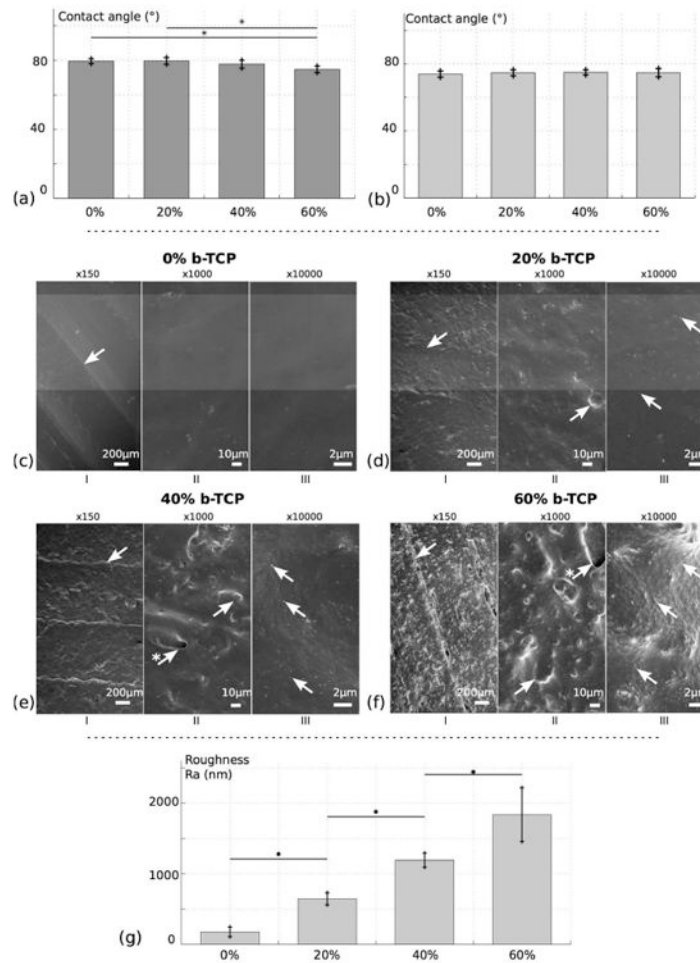 Contact angle (°)
*
*
80
40
0
(a)
0%
20%
40%
60%
Contact angle (°)
80
40
0
(b)
0%
20%
40%
60%
0% b-TCP
x150
x1000
x10000
200µm
10µm
2µm
(c)
I
II
III
20% b-TCP
x150
x1000
x10000
200µm
10µm
2µm
(d)
I
II
III
40% b-TCP
x150
x1000
x10000
*
200µm
10µm
2µm
(e)
I
II
III
60% b-TCP
x150
x1000
x10000
*
200µm
10µm
2µm
(f)
I
II
III
Roughness
Ra (nm)
*
*
*
2000
1000
0
(g)
0%
20%
40%
60%